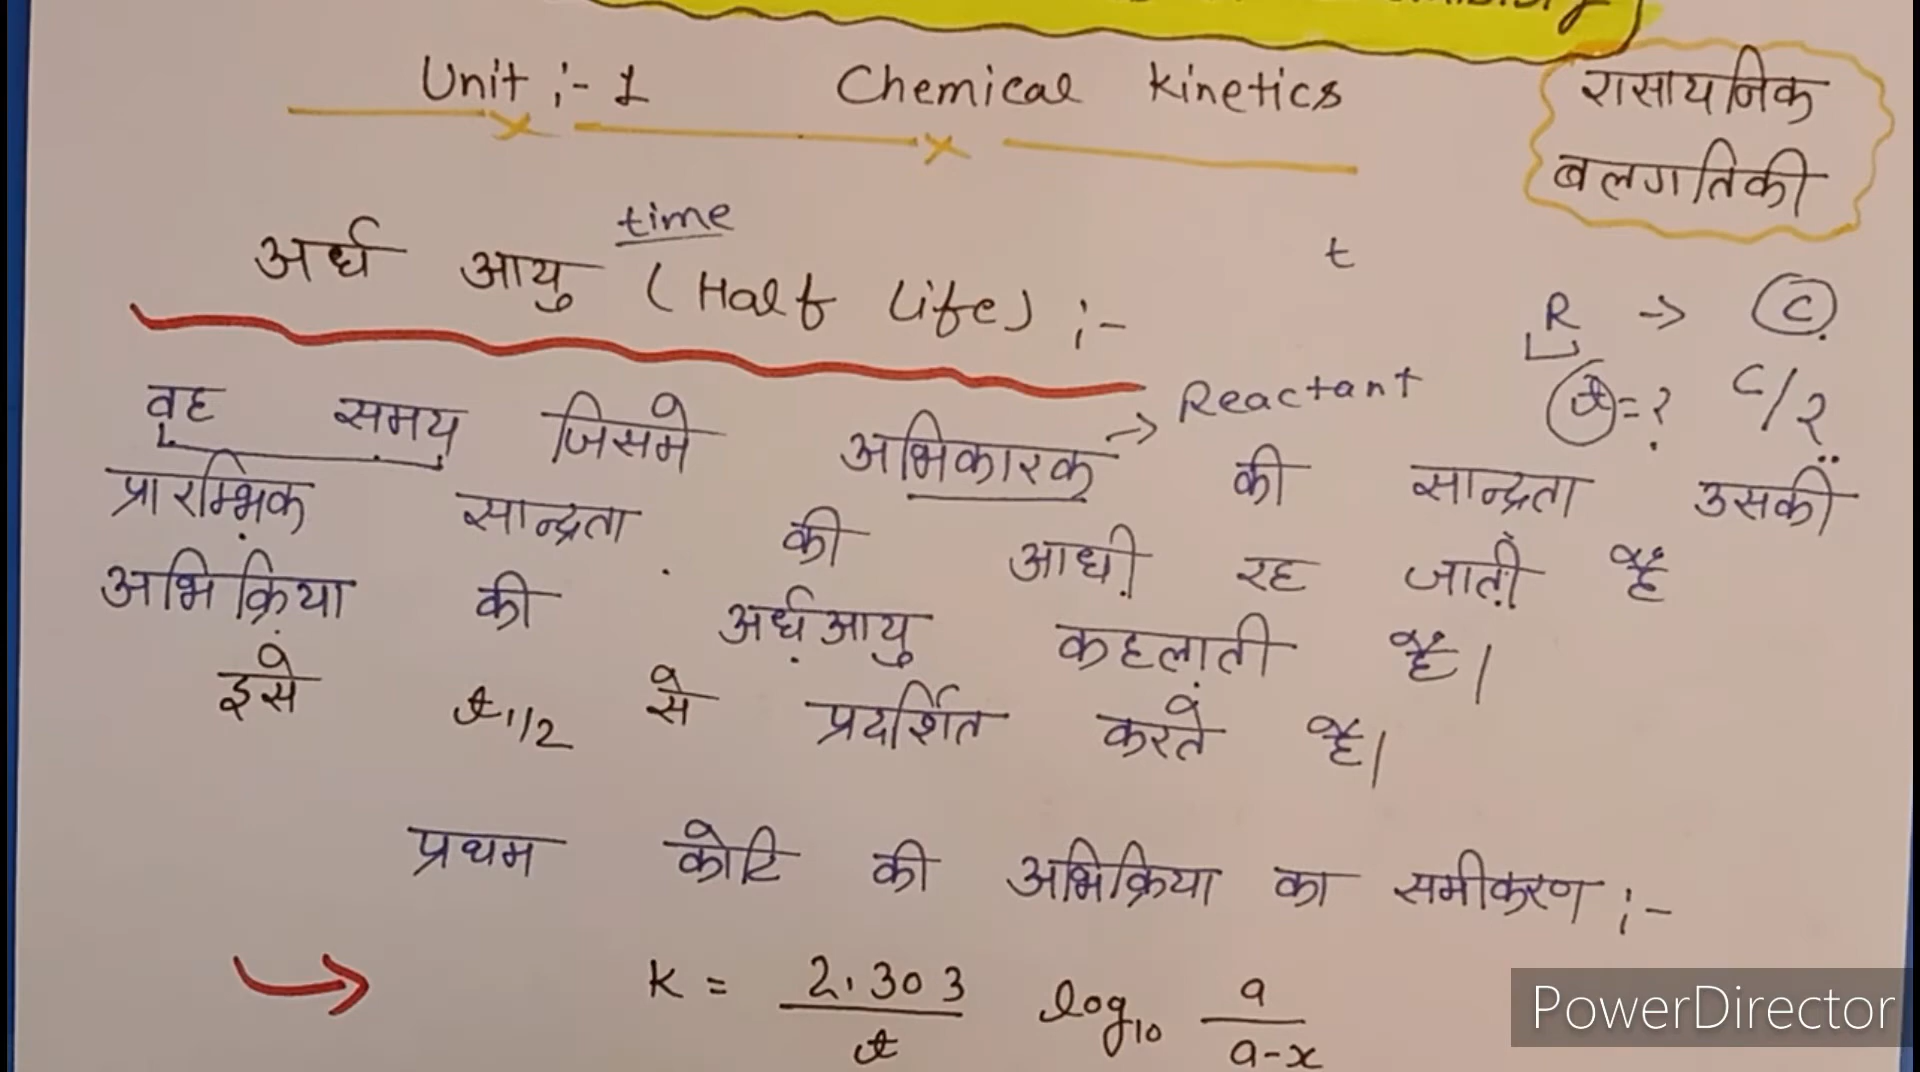 Unit :- 1 Chemical Kinetics
रासायनिक
बलगतिकी
time
अर्ध आयु (Half Life) :-
t
R -> C
t=? C/2
वह समय जिसमे अभिकारक -> Reactant की सान्द्रता उसकी
प्रारम्भिक सान्द्रता की आधी रह जाती है
अभिक्रिया की अर्धआयु कहलाती है।
इसे t1/2 से प्रदर्शित करते है।
प्रथम कोटि की अभिक्रिया का समीकरण :-
K = 2.303 / t log10 a / a-x
PowerDirector